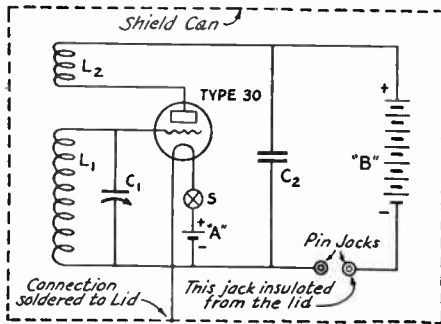 Shield Can
L2
TYPE 30
L1
C1
S
+
"A"
-
C2
+
"B"
-
Pin Jacks
Connection
soldered to Lid
This jack insulated
from the lid